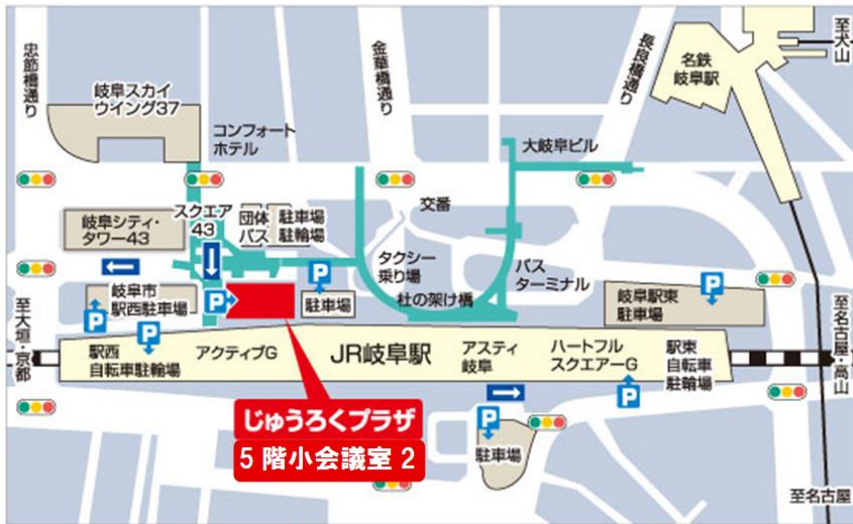 忠節橋通り
金華橋通り
長良橋通り
至犬山
名鉄
岐阜駅
岐阜スカイ
ウイング37
コンフォート
ホテル
大岐阜ビル
岐阜シティ・
タワー43
スクエア
43
団体
バス
駐車場
駐輪場
交番
タクシー
乗り場
バス
ターミナル
杜の架け橋
P
P
岐阜市
駅西駐車場
P
P
駐車場
岐阜駅東
駐車場
至大垣・京都
至名古屋・高山
駅西
自転車駐輪場
P
アクティブG
JR岐阜駅
アスティ
岐阜
ハートフル
スクエアーG
駅東
自転車
駐輪場
P
じゅうろくプラザ
5階小会議室2
P
駐車場
至名古屋